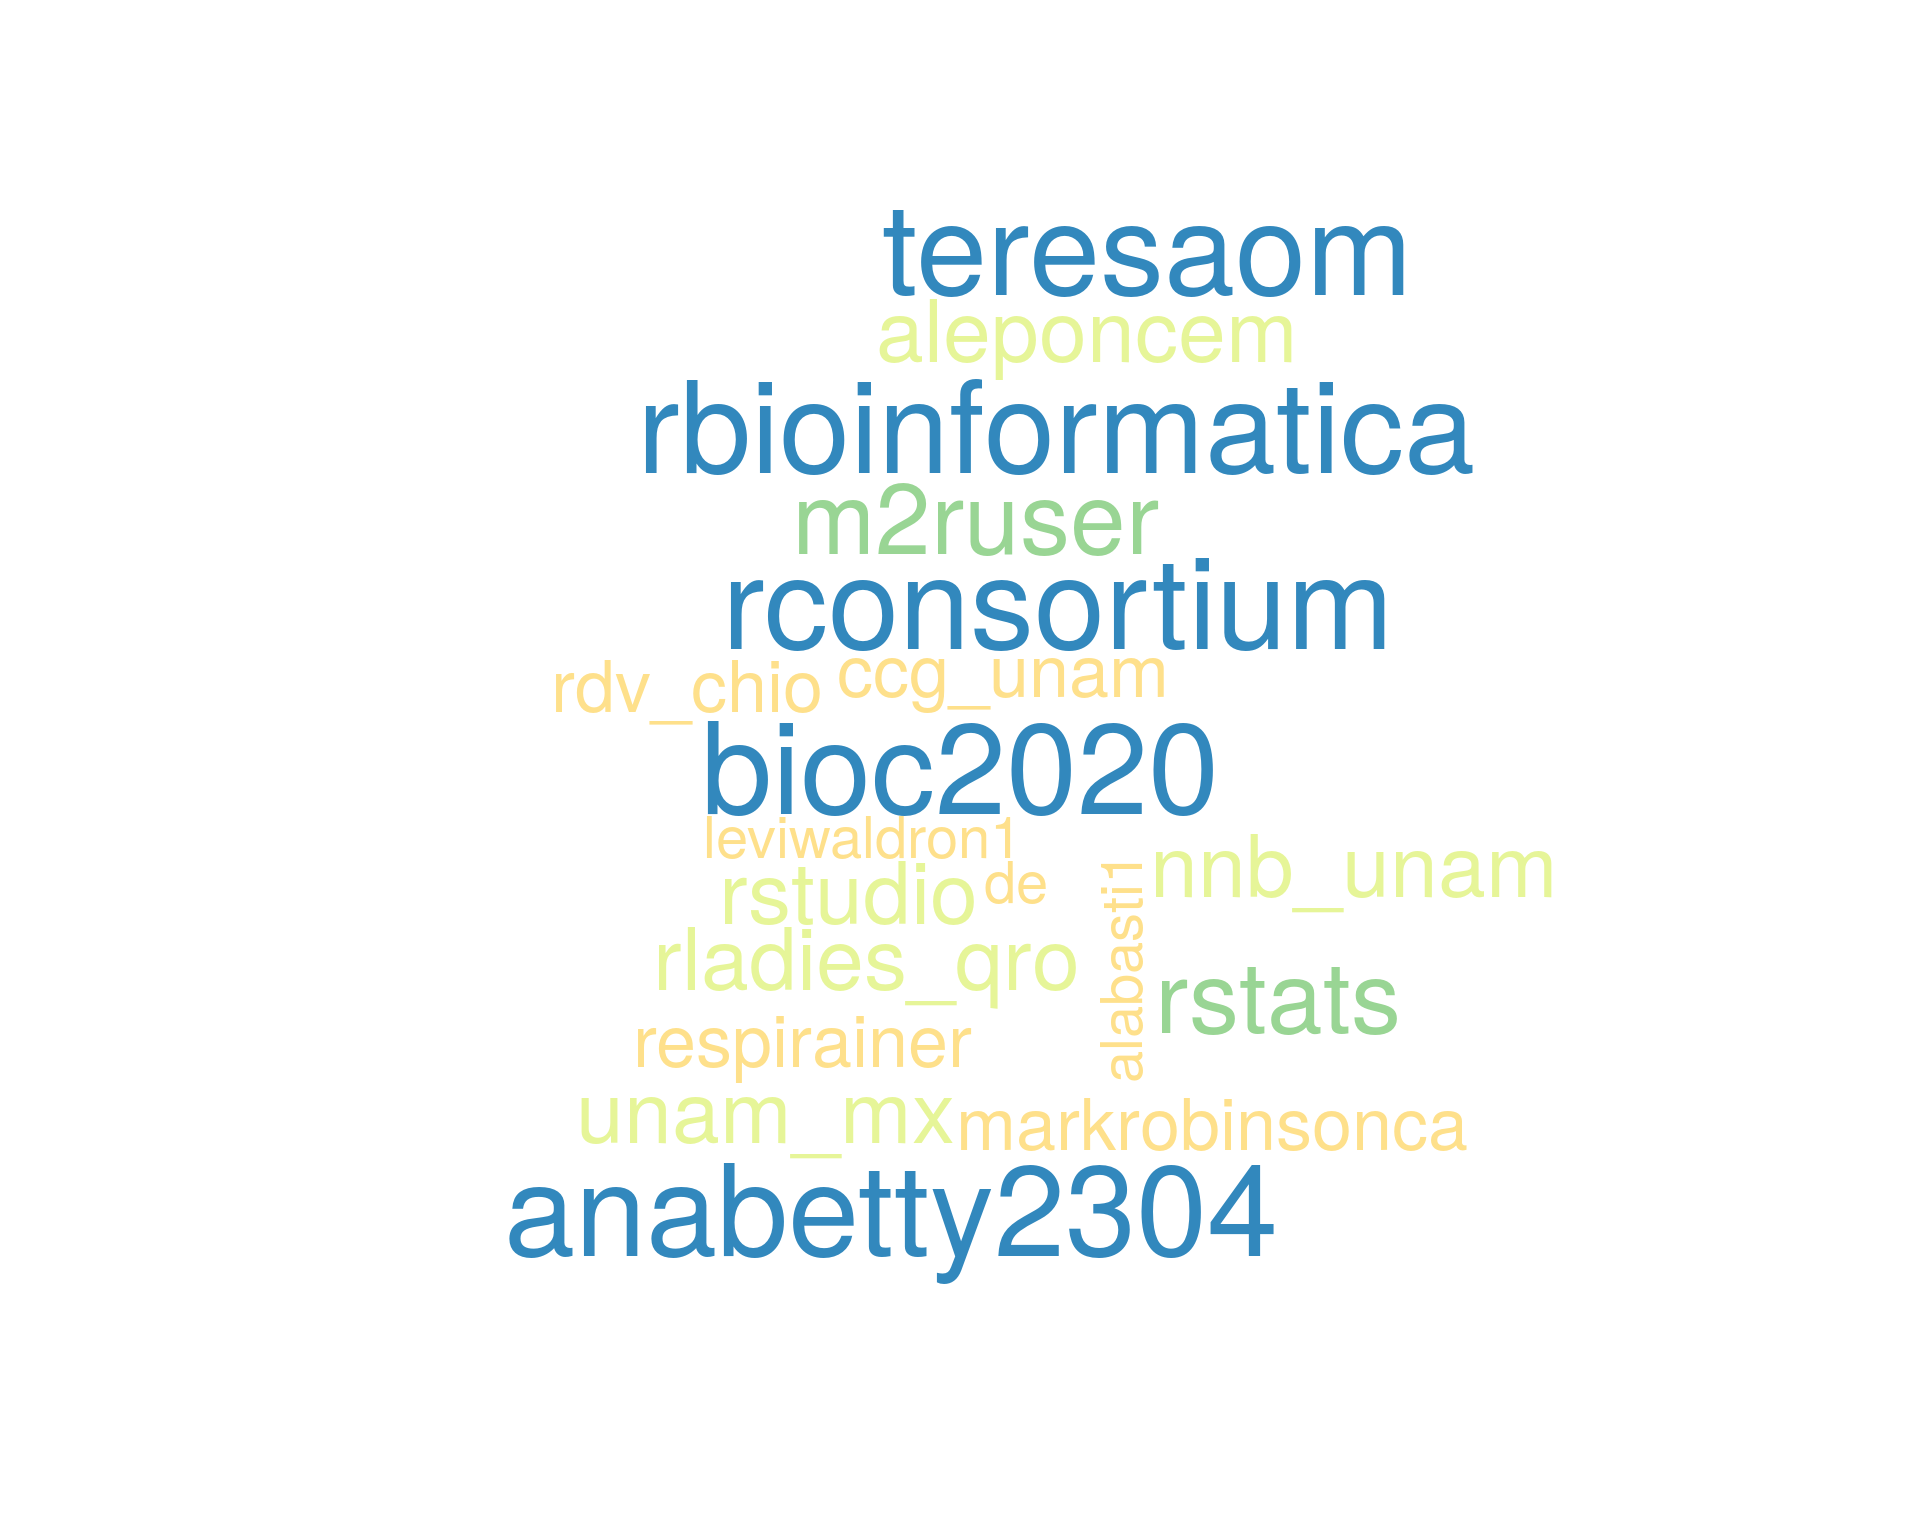 teresaom
aleponcem
rbioinformatica
m2ruser
rconsortium
rdv_chio ccg_unam
bioc2020
leviwaldron1
rstudio de
alabasti1
nnb_unam
rladies_qro
rstats
respirainer
unam_mx markrobinsonca
anabetty2304